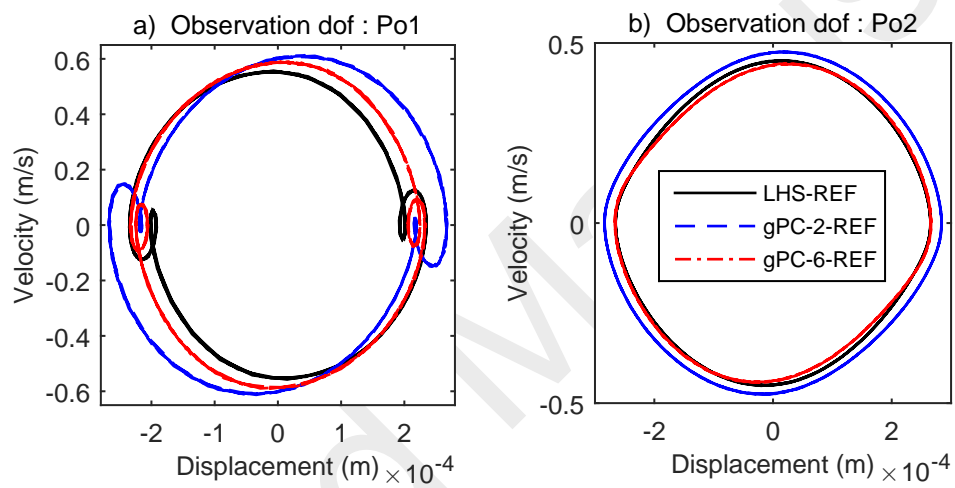 a) Observation dof : Po1
0.6
0.4
0.2
0
-0.2
-0.4
-0.6
Velocity (m/s)
-2
-1
0
1
2
Displacement (m) ×10-4
b) Observation dof : Po2
0.5
0
-0.5
Velocity (m/s)
LHS-REF
gPC-2-REF
gPC-6-REF
-2
0
2
Displacement (m) ×10-4